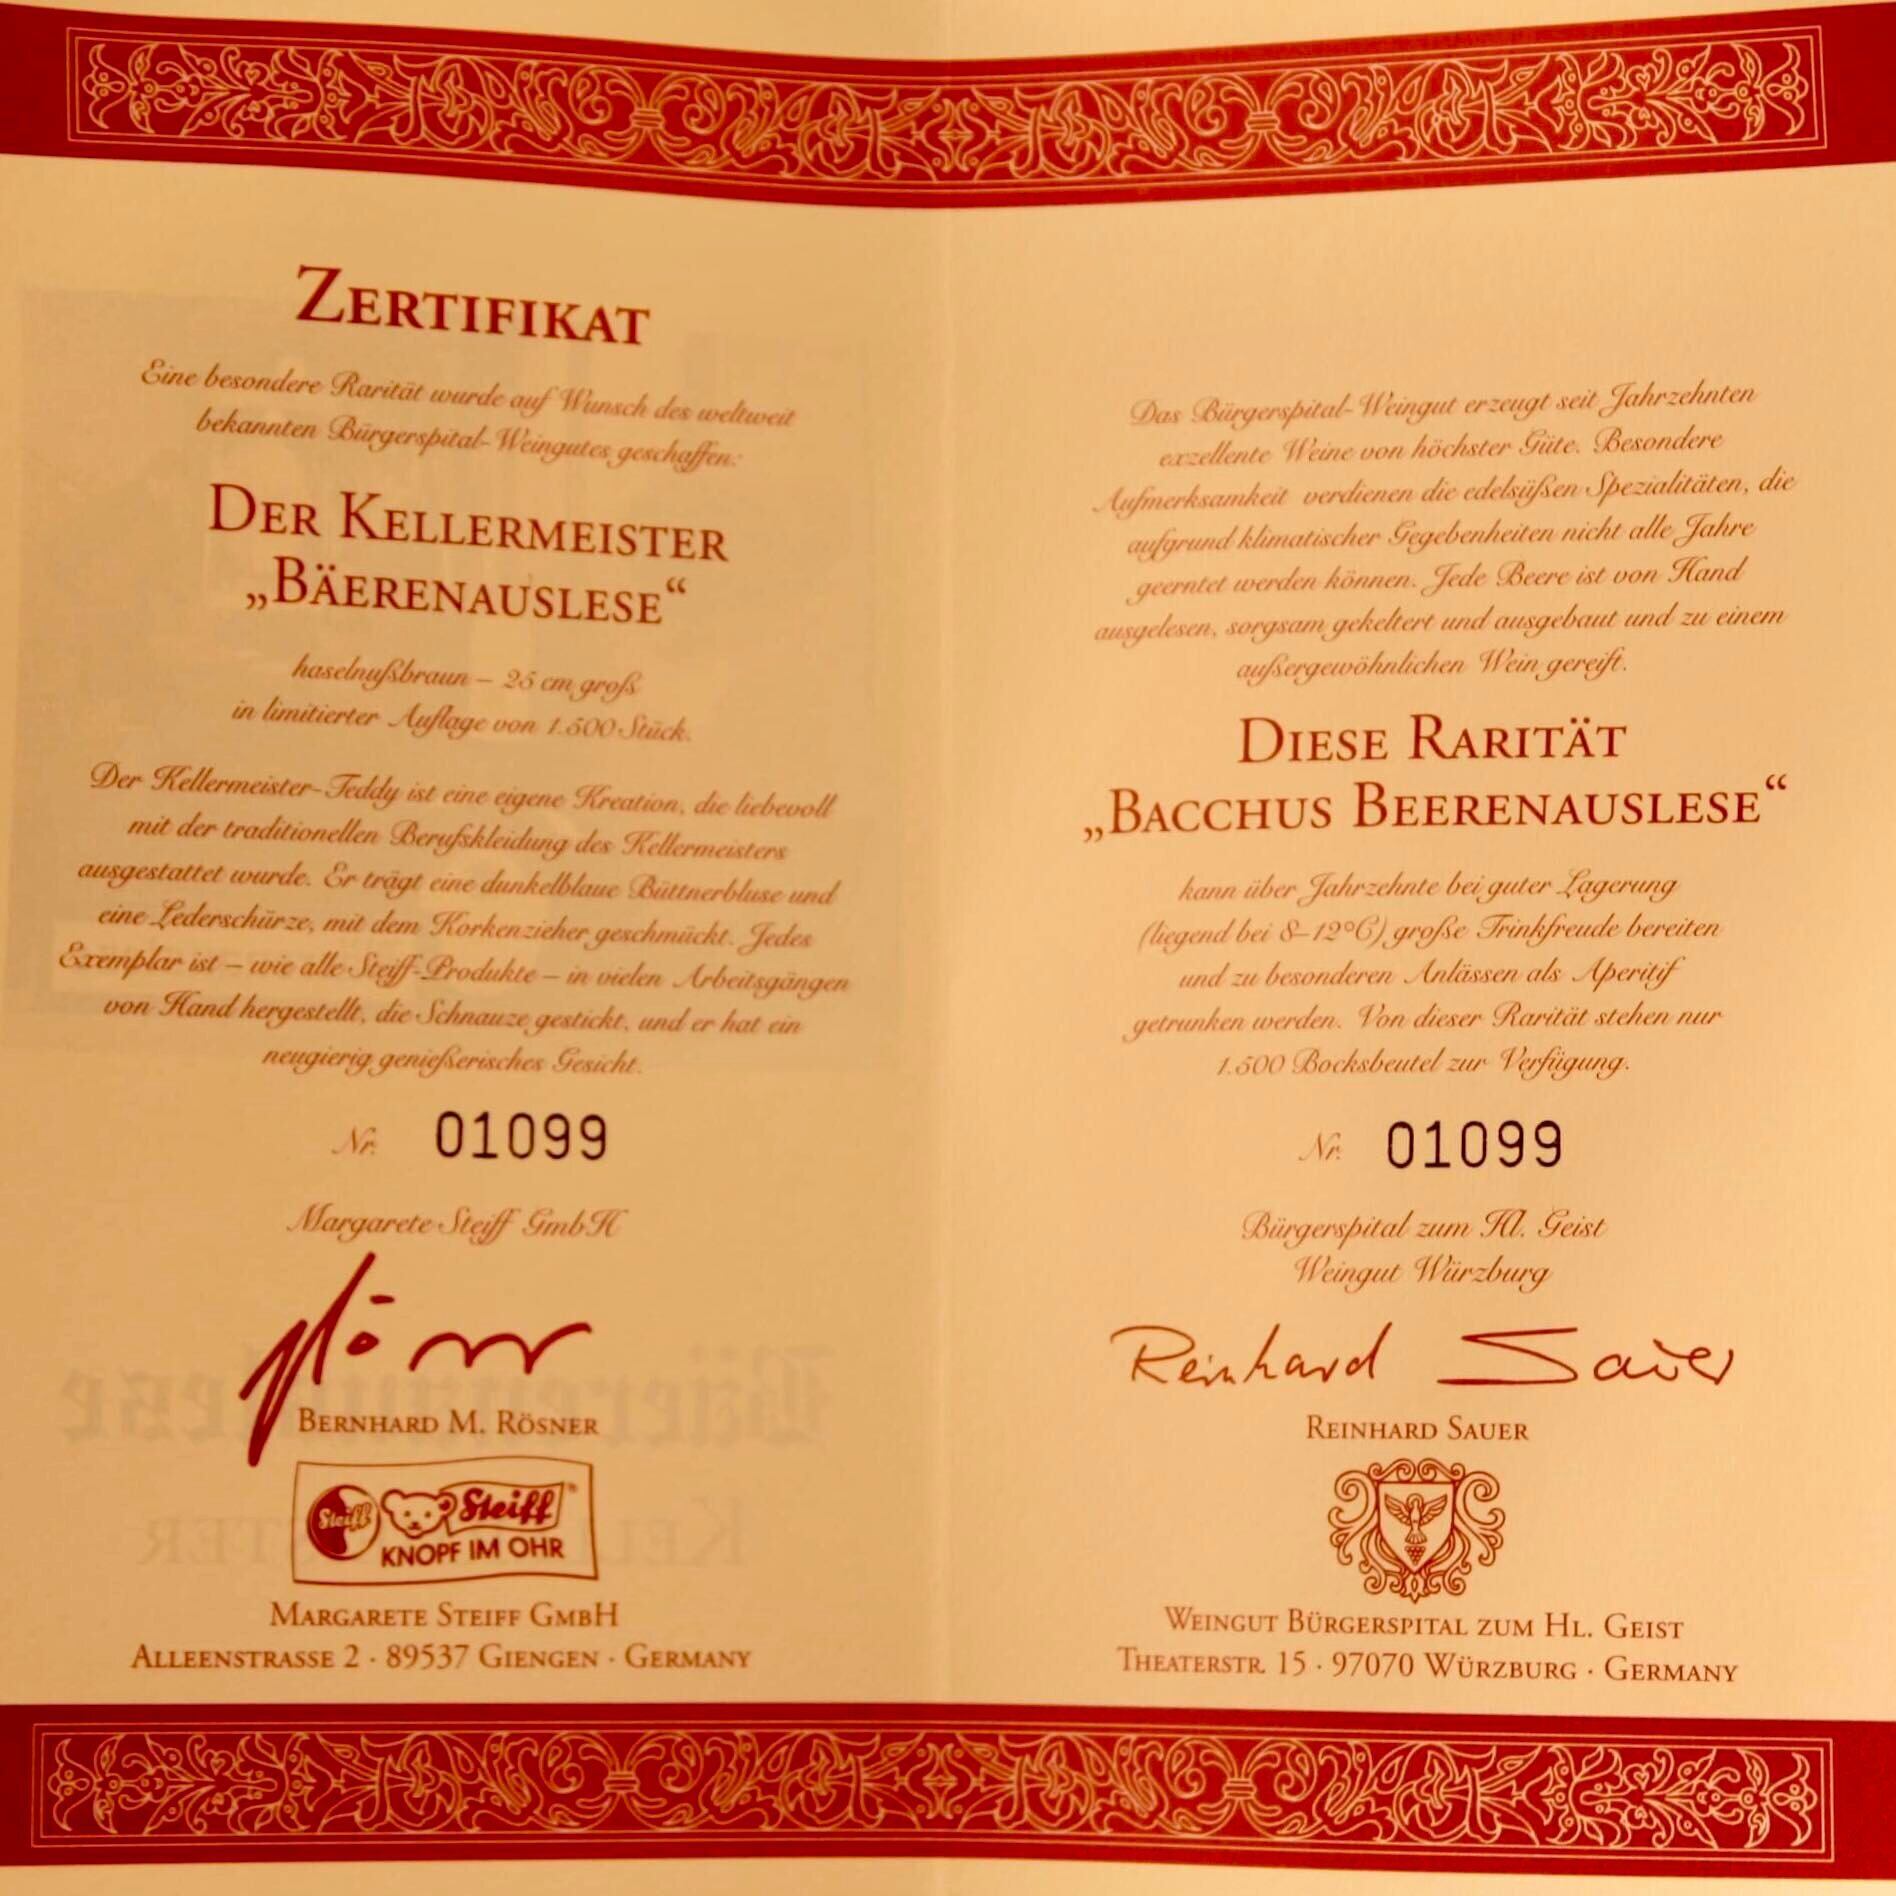 ZERTIFIKAT
Eine besondere Rarität wurde auf Wunsch des weltweit
bekannten Bürgerspital-Weingutes geschaffen:
DER KELLERMEISTER
„BÄERENAUSLESE“
haselnußbraun – 25 cm groß
in limitierter Auflage von 1.500 Stück.
Der Kellermeister-Teddy ist eine eigene Kreation, die liebevoll
mit der traditionellen Berufskleidung des Kellermeisters
ausgestattet wurde. Er trägt eine dunkelblaue Büttnerbluse und
eine Lederschürze, mit dem Korkenzieher geschmückt. Jedes
Exemplar ist – wie alle Steiff-Produkte – in vielen Arbeitsgängen
von Hand hergestellt, die Schnauze gestickt, und er hat ein
neugierig genießerisches Gesicht.
Nr. 01099
Margarete Steiff GmbH
Rösner
BERNHARD M. RÖSNER
Steiff
Steiff®
KNOPF IM OHR
MARGARETE STEIFF GMBH
ALLEENSTRASSE 2 · 89537 GIENGEN · GERMANY
Das Bürgerspital-Weingut erzeugt seit Jahrzehnten
exzellente Weine von höchster Güte. Besondere
Aufmerksamkeit verdienen die edelsüßen Spezialitäten, die
aufgrund klimatischer Gegebenheiten nicht alle Jahre
geerntet werden können. Jede Beere ist von Hand
ausgelesen, sorgsam gekeltert und ausgebaut und zu einem
außergewöhnlichen Wein gereift.
DIESE RARITÄT
„BACCHUS BEERENAUSLESE“
kann über Jahrzehnte bei guter Lagerung
(liegend bei 8–12°C) große Trinkfreude bereiten
und zu besonderen Anlässen als Aperitif
getrunken werden. Von dieser Rarität stehen nur
1.500 Bocksbeutel zur Verfügung.
Nr. 01099
Bürgerspital zum Hl. Geist
Weingut Würzburg
Reinhard Sauer
REINHARD SAUER
WEINGUT BÜRGERSPITAL ZUM HL. GEIST
THEATERSTR. 15 · 97070 WÜRZBURG · GERMANY